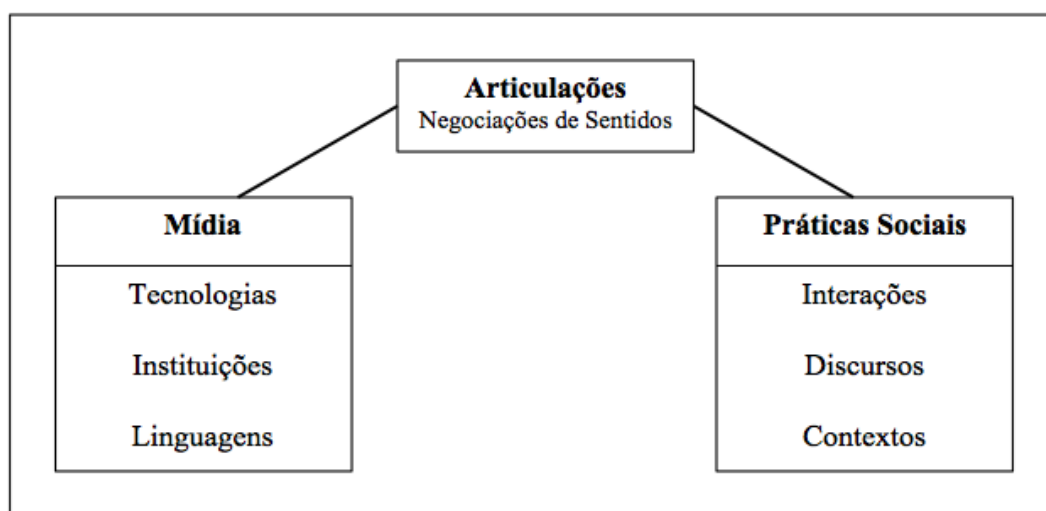 Articulações
Negociações de Sentidos
Mídia
Tecnologias
Instituições
Linguagens
Práticas Sociais
Interações
Discursos
Contextos